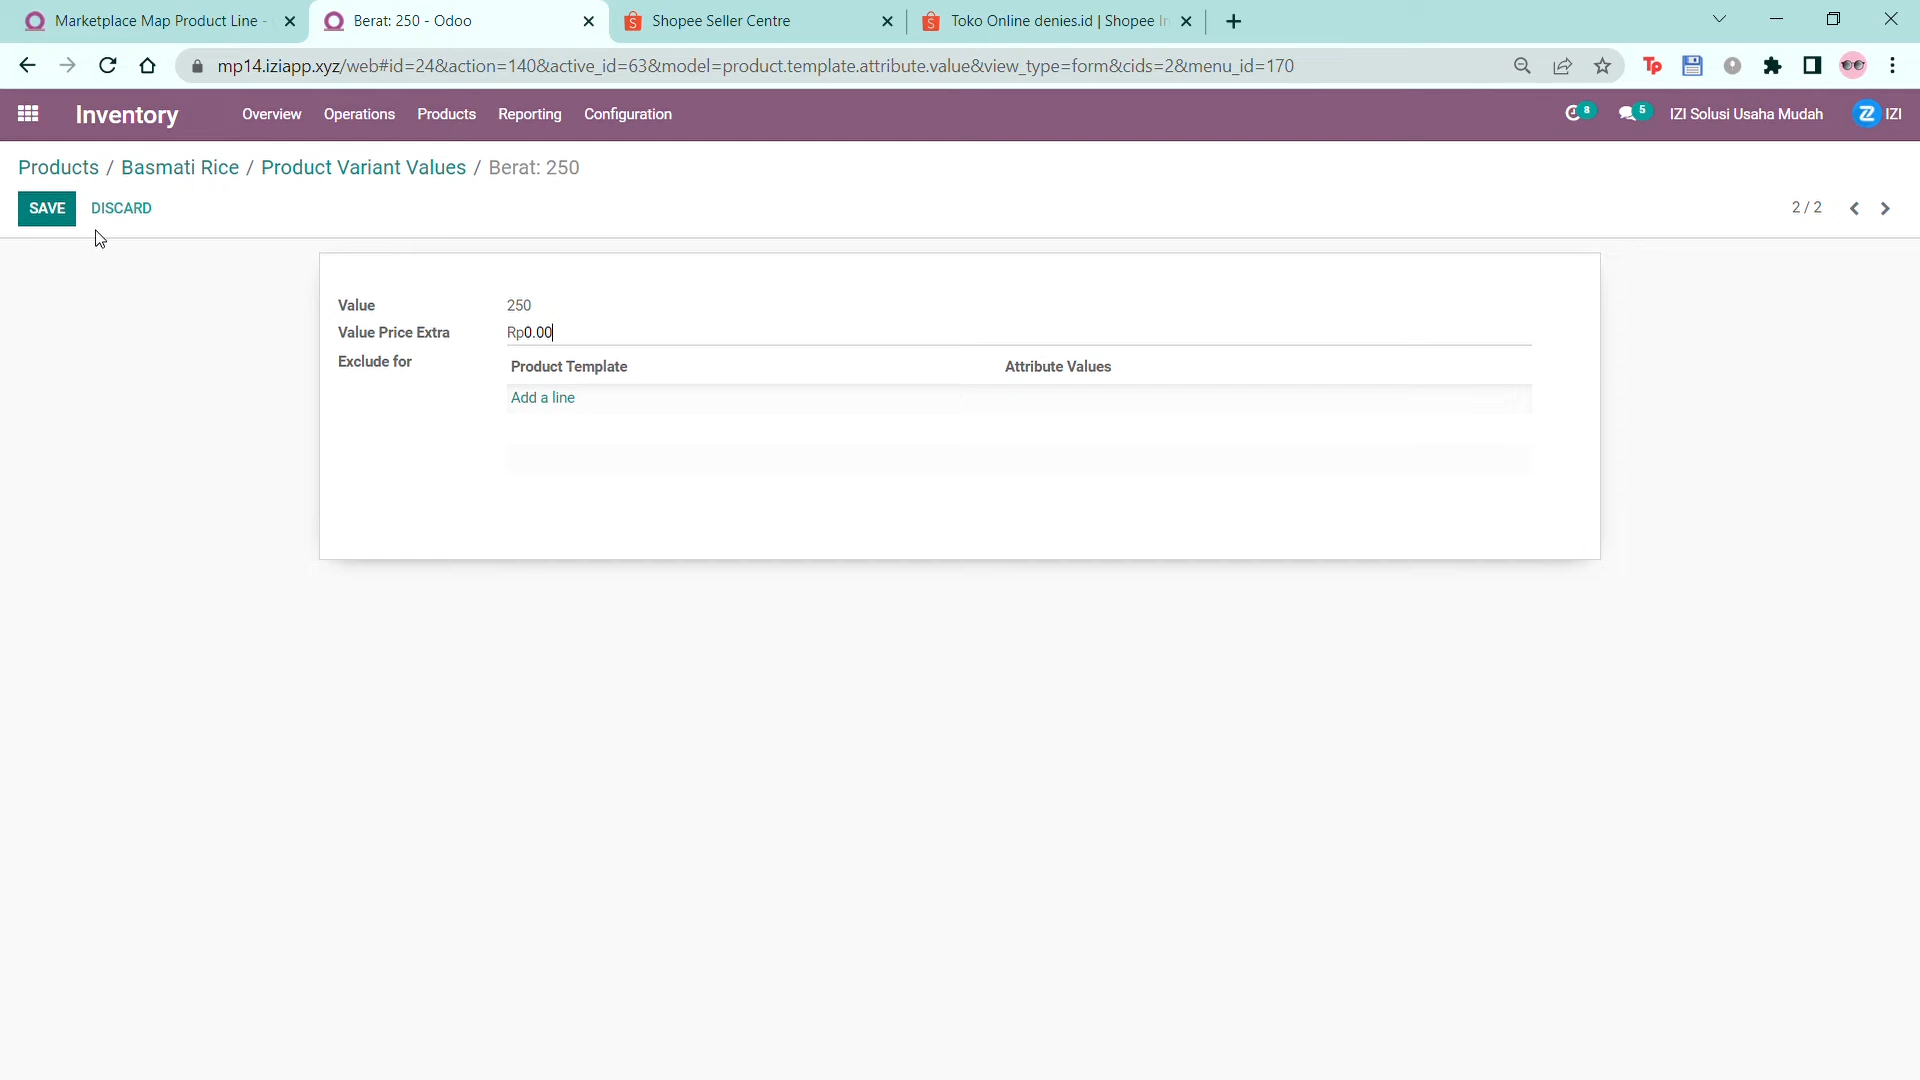 Marketplace Map Product Line -
Berat: 250 - Odoo
Shopee Seller Centre
Toko Online denies.id | Shopee In
mp14.iziapp.xyz/web#id=24&action=140&active_id=63&model=product.template.attribute.value&view_type=form&cids=2&menu_id=170
Inventory Overview Operations Products Reporting Configuration 8 5 IZI Solusi Usaha Mudah IZI
Products / Basmati Rice / Product Variant Values / Berat: 250
SAVE DISCARD 2 / 2
Value 250
Value Price Extra Rp0.00
Exclude for Product Template Attribute Values
Add a line